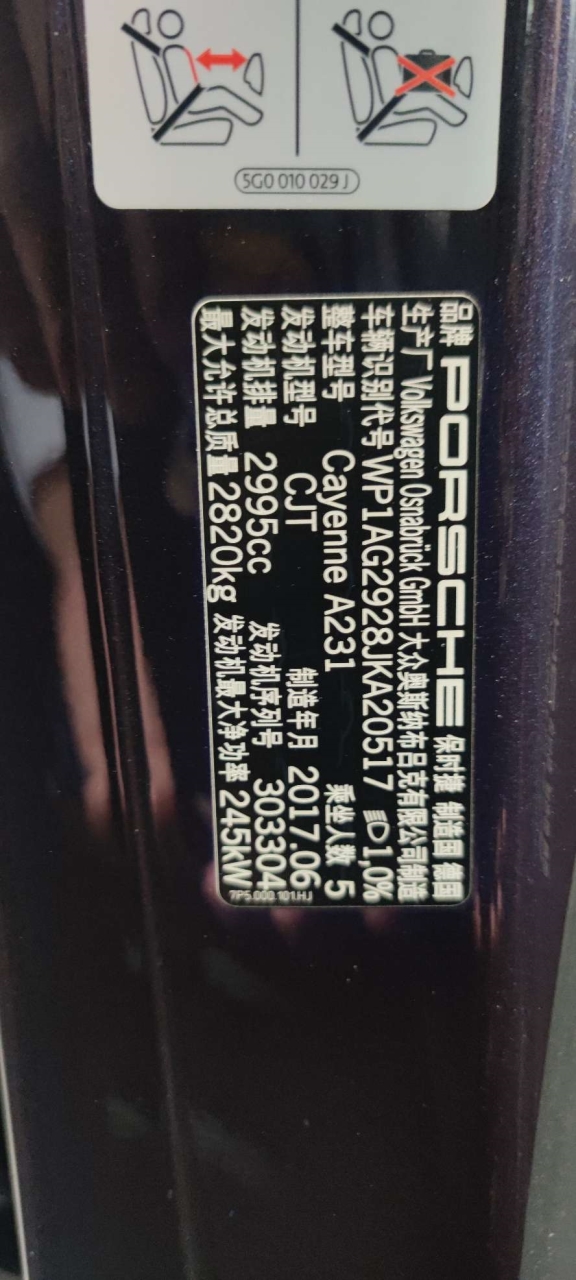 5G0 010 029 J
品牌 PORSCHE 保时捷 制造国 德国
生产厂 Volkswagen Osnabrück GmbH 大众奥斯纳布吕克有限公司制造
车辆识别代号 WP1AG2928JKA20517 1,0%
整车型号 Cayenne A231 乘坐人数 5
发动机型号 CJT 制造年月 2017.06
发动机排量 2995cc 发动机序列号 303304
最大允许总质量 2820kg 发动机最大净功率 245kW
7P5.000.101.HJ